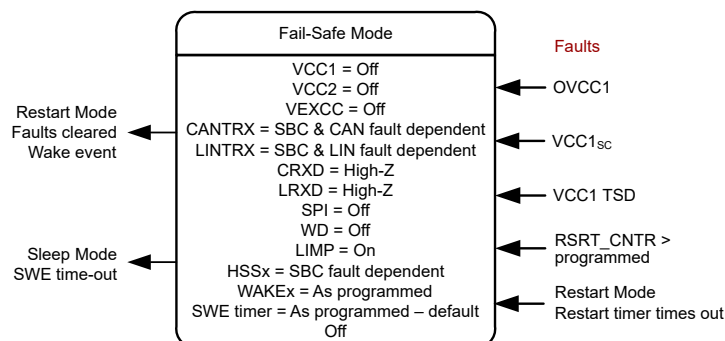 Fail-Safe Mode
Faults
VCC1 = Off
VCC2 = Off
VEXCC = Off
CANTRX = SBC & CAN fault dependent
LINTRX = SBC & LIN fault dependent
CRXD = High-Z
LRXD = High-Z
SPI = Off
WD = Off
LIMP = On
HSSx = SBC fault dependent
WAKEx = As programmed
SWE timer = As programmed – default
Off
Restart Mode
Faults cleared
Wake event
Sleep Mode
SWE time-out
OVCC1
VCC1SC
VCC1 TSD
RSRT_CNTR >
programmed
Restart Mode
Restart timer times out